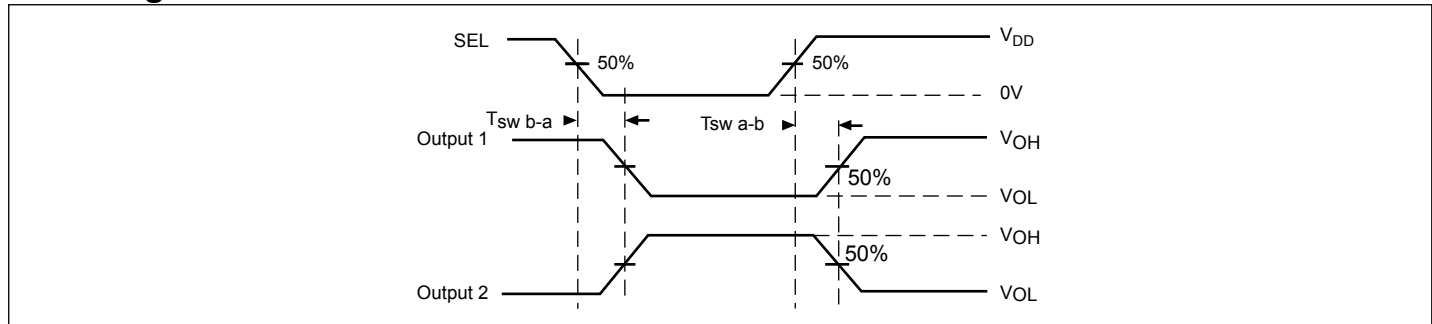 SEL
50%
50%
VDD
0V
Tsw b-a
Tsw a-b
Output 1
VOH
50%
VOL
VOH
50%
Output 2
VOL